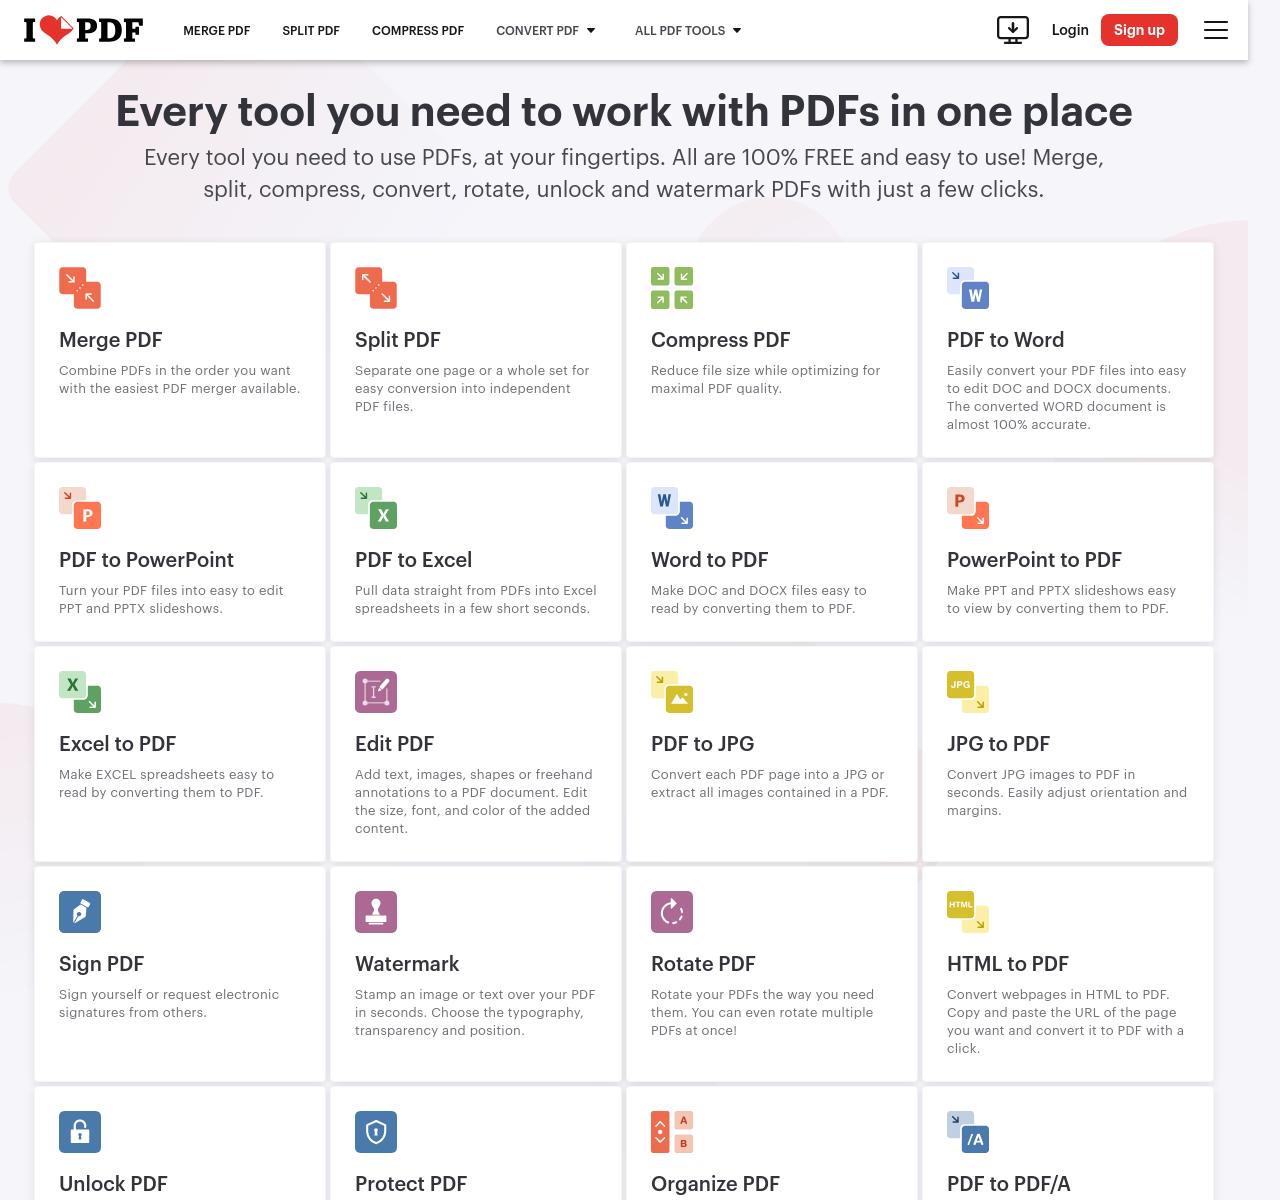 I PDF
MERGE PDF
SPLIT PDF
COMPRESS PDF
CONVERT PDF
ALL PDF TOOLS
Login
Sign up
Every tool you need to work with PDFs in one place
Every tool you need to use PDFs, at your fingertips. All are 100% FREE and easy to use! Merge,
split, compress, convert, rotate, unlock and watermark PDFs with just a few clicks.
Merge PDF
Combine PDFs in the order you want
with the easiest PDF merger available.
Split PDF
Separate one page or a whole set for
easy conversion into independent
PDF files.
Compress PDF
Reduce file size while optimizing for
maximal PDF quality.
W
PDF to Word
Easily convert your PDF files into easy
to edit DOC and DOCX documents.
The converted WORD document is
almost 100% accurate.
P
PDF to PowerPoint
Turn your PDF files into easy to edit
PPT and PPTX slideshows.
X
PDF to Excel
Pull data straight from PDFs into Excel
spreadsheets in a few short seconds.
W
Word to PDF
Make DOC and DOCX files easy to
read by converting them to PDF.
P
PowerPoint to PDF
Make PPT and PPTX slideshows easy
to view by converting them to PDF.
X
Excel to PDF
Make EXCEL spreadsheets easy to
read by converting them to PDF.
Edit PDF
Add text, images, shapes or freehand
annotations to a PDF document. Edit
the size, font, and color of the added
content.
PDF to JPG
Convert each PDF page into a JPG or
extract all images contained in a PDF.
JPG
JPG to PDF
Convert JPG images to PDF in
seconds. Easily adjust orientation and
margins.
Sign PDF
Sign yourself or request electronic
signatures from others.
Watermark
Stamp an image or text over your PDF
in seconds. Choose the typography,
transparency and position.
Rotate PDF
Rotate your PDFs the way you need
them. You can even rotate multiple
PDFs at once!
HTML
HTML to PDF
Convert webpages in HTML to PDF.
Copy and paste the URL of the page
you want and convert it to PDF with a
click.
Unlock PDF
Protect PDF
A
B
Organize PDF
/A
PDF to PDF/A